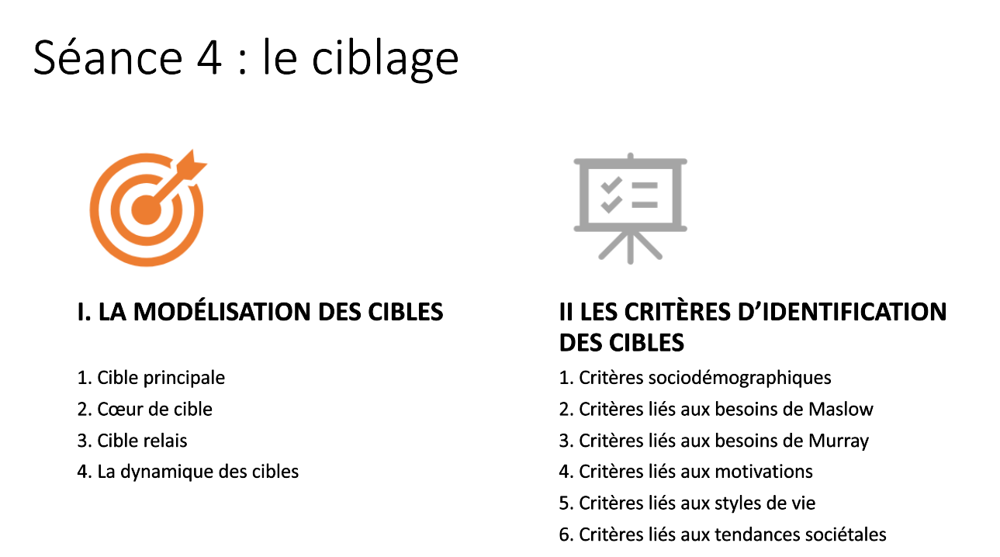 Séance 4 : le ciblage
I. LA MODÉLISATION DES CIBLES
1. Cible principale
2. Cœur de cible
3. Cible relais
4. La dynamique des cibles
II LES CRITÈRES D’IDENTIFICATION
DES CIBLES
1. Critères sociodémographiques
2. Critères liés aux besoins de Maslow
3. Critères liés aux besoins de Murray
4. Critères liés aux motivations
5. Critères liés aux styles de vie
6. Critères liés aux tendances sociétales